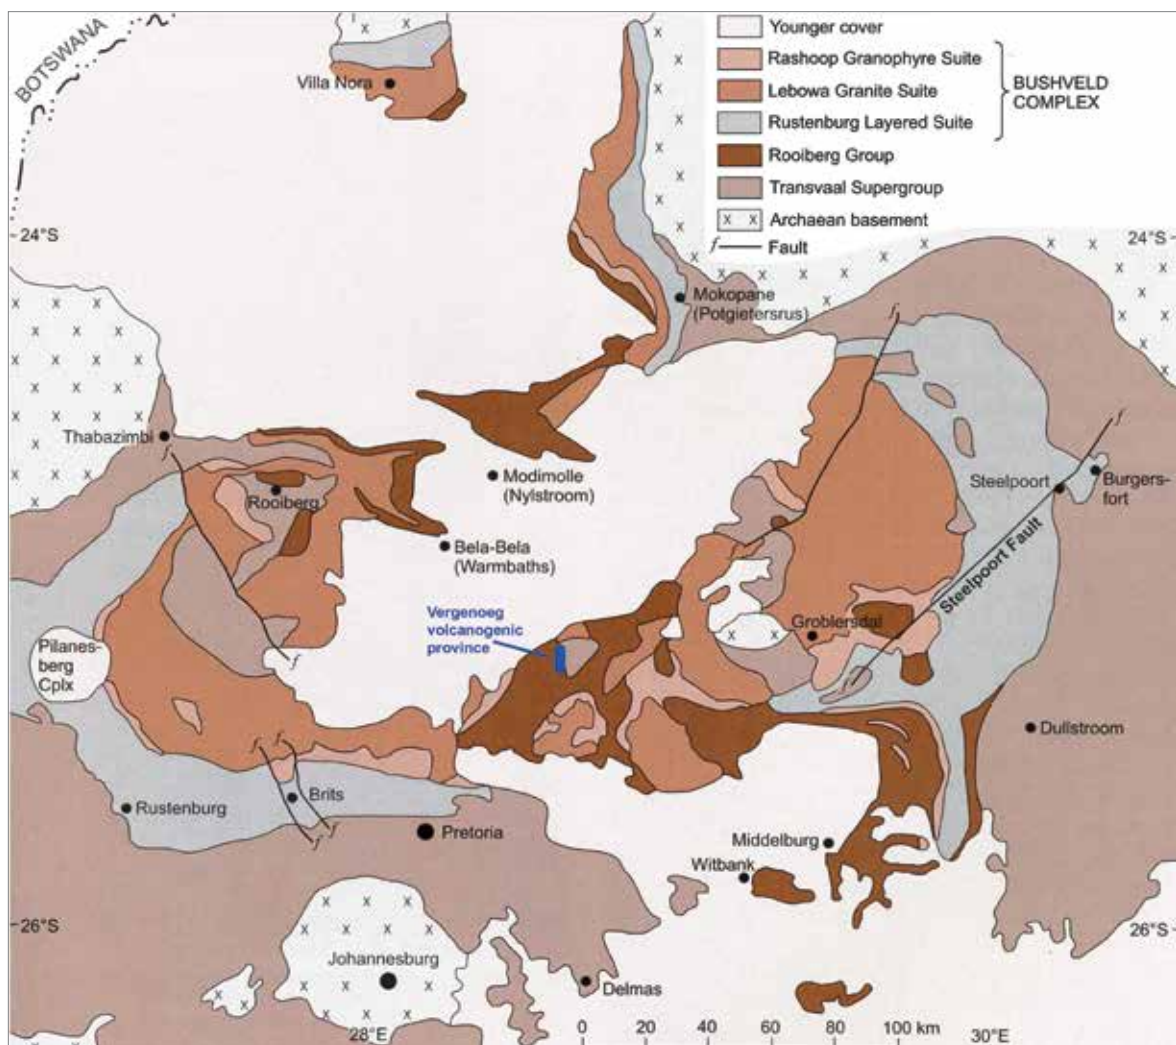 BOTSWANA
Villa Nora
Younger cover
Rashoop Granophyre Suite
Lebowa Granite Suite
Rustenburg Layered Suite
BUSHVELD
COMPLEX
Rooiberg Group
Transvaal Supergroup
x x Archaean basement
f Fault
24°S
24°S
Mokopane
(Potgietersrus)
f
Thabazimbi
f
Rooiberg
Modimolle
(Nylstroom)
Steelpoort
f
Burgers-
fort
Bela-Bela
(Warmbaths)
Steelpoort Fault
Vergenoeg
volcanogenic
province
Groblersdal
Pilanes-
berg
Cplx
f
Dullstroom
f f
Rustenburg
Brits
f f
Pretoria
Middelburg
Witbank
26°S
26°S
Johannesburg
Delmas
28°E
0 20 40 60 80 100 km
30°E